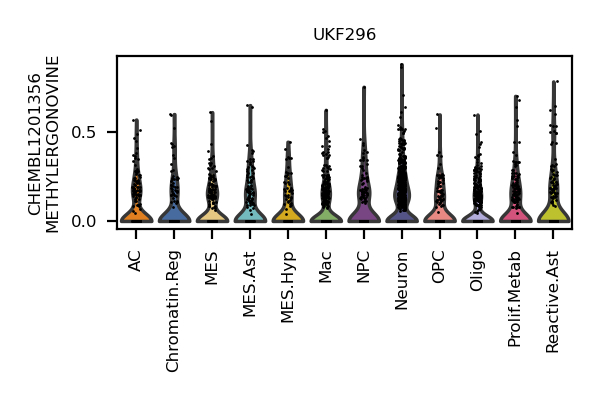 UKF296
CHEMBL1201356
METHYLERGONOVINE
0.5
0.0
AC
Chromatin.Reg
MES
MES.Ast
MES.Hyp
Mac
NPC
Neuron
OPC
Oligo
Prolif.Metab
Reactive.Ast